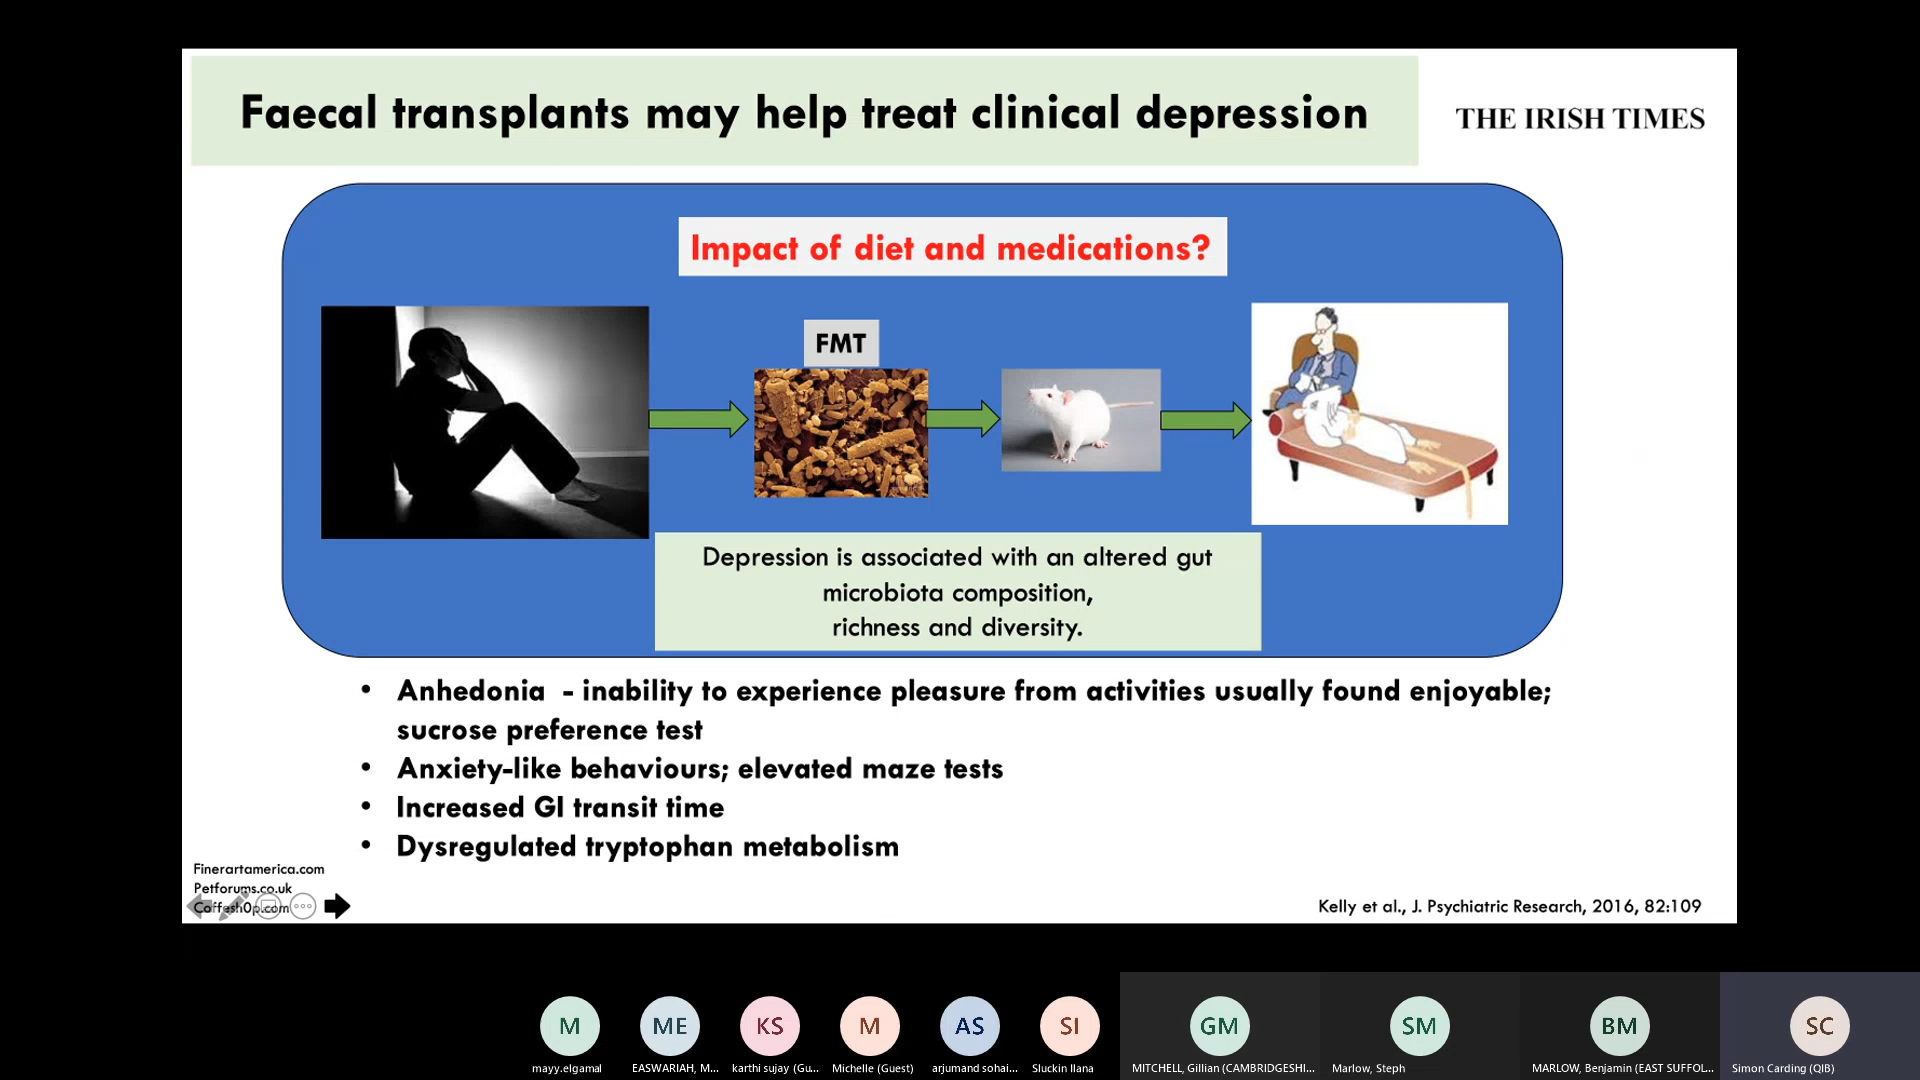 Faecal transplants may help treat clinical depression
THE IRISH TIMES
Impact of diet and medications?
FMT
Depression is associated with an altered gut
microbiota composition,
richness and diversity.
• Anhedonia - inability to experience pleasure from activities usually found enjoyable;
sucrose preference test
• Anxiety-like behaviours; elevated maze tests
• Increased GI transit time
• Dysregulated tryptophan metabolism
Finerartamerica.com
Petforums.co.uk
Coffesh0p.com
Kelly et al., J. Psychiatric Research, 2016, 82:109
M
ME
KS
M
AS
SI
GM
SM
BM
SC
mayy.elgamal
EASWARIAH, M...
karthi sujay (Gu...
Michelle (Guest)
arjumand sohai...
Sluckin Ilana
MITCHELL, Gillian (CAMBRIDGESHI...
Marlow, Steph
MARLOW, Benjamin (EAST SUFFOL...
Simon Carding (QIB)